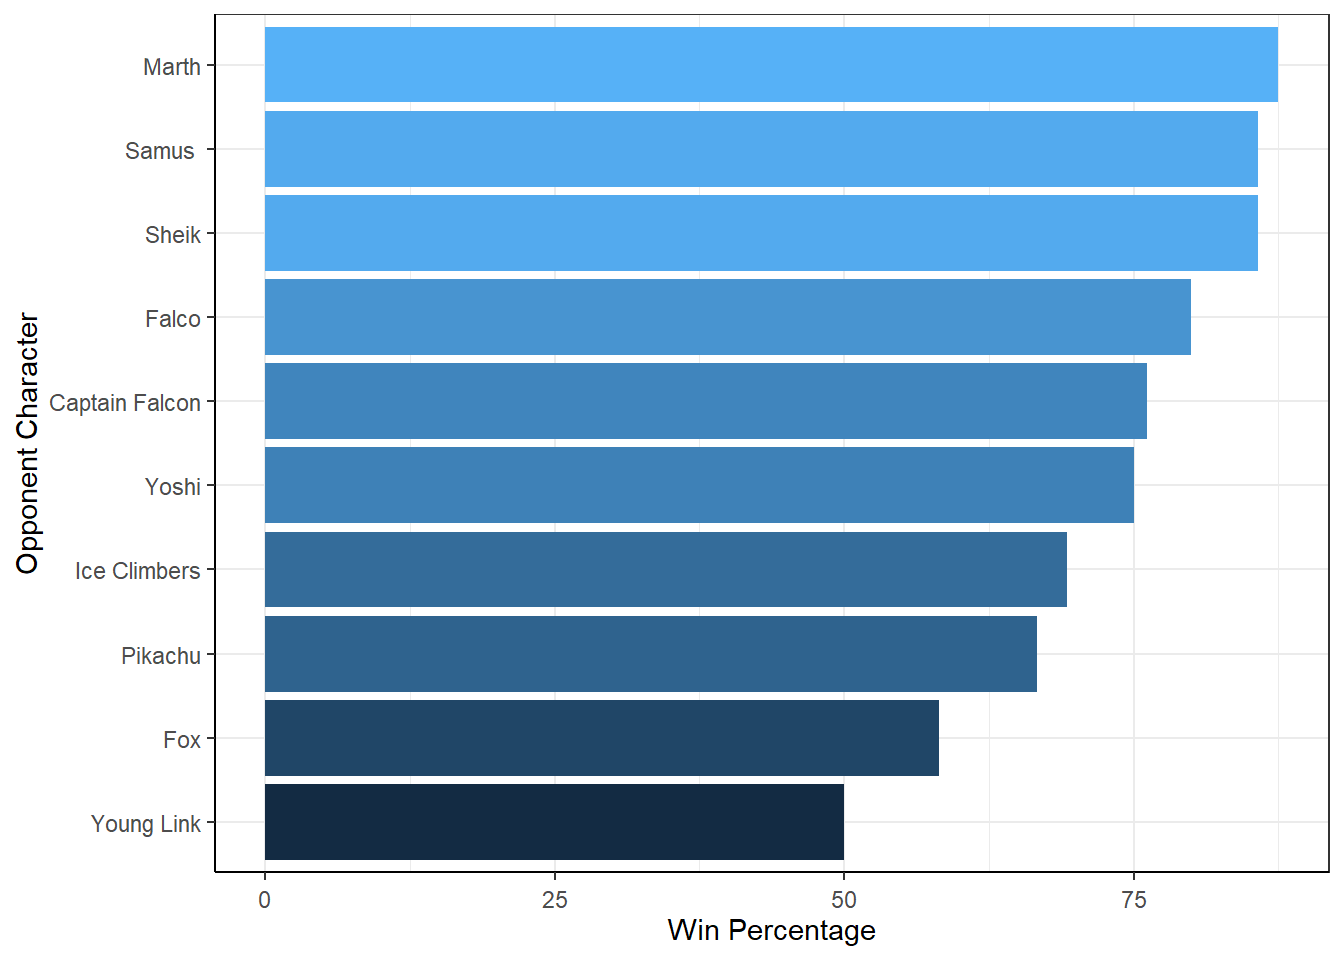 Opponent Character
Marth
Samus
Sheik
Falco
Captain Falcon
Yoshi
Ice Climbers
Pikachu
Fox
Young Link
0 25 50 75
Win Percentage